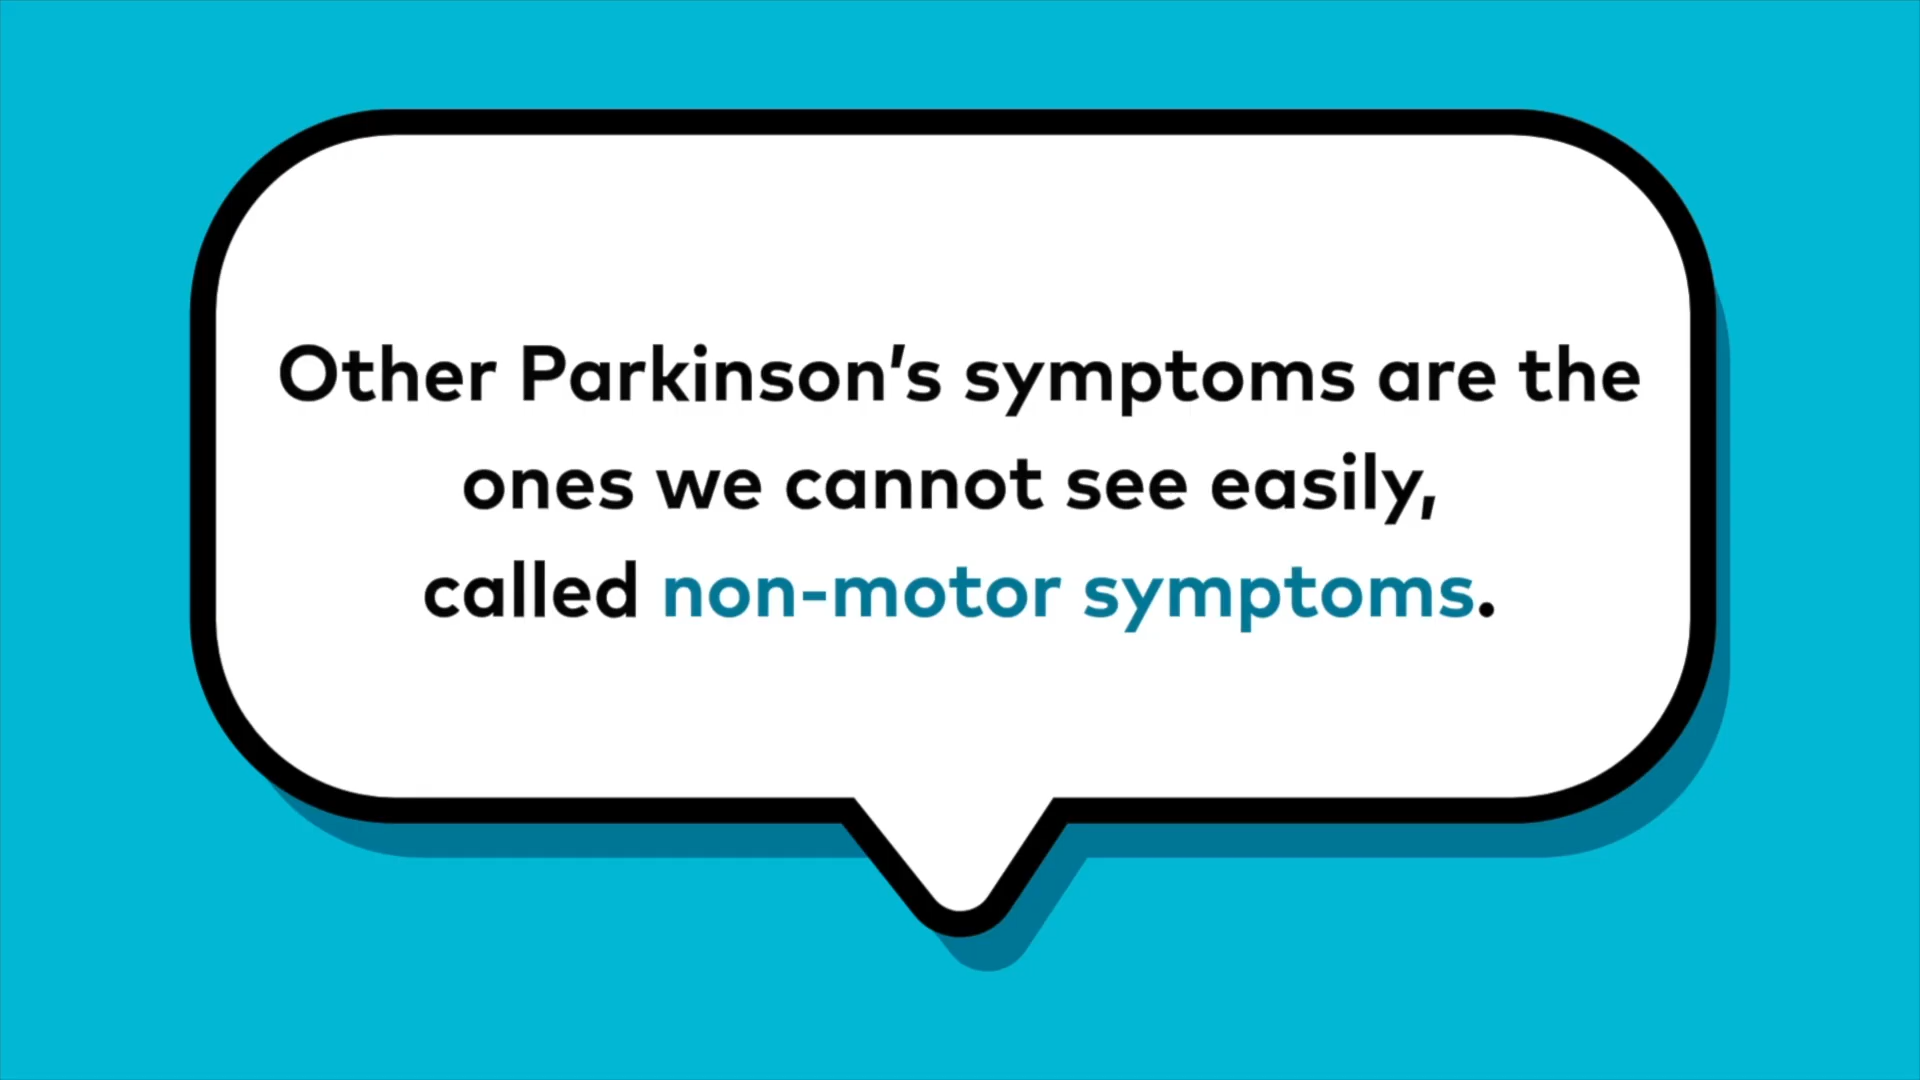 Other Parkinson’s symptoms are the
ones we cannot see easily,
called non-motor symptoms.